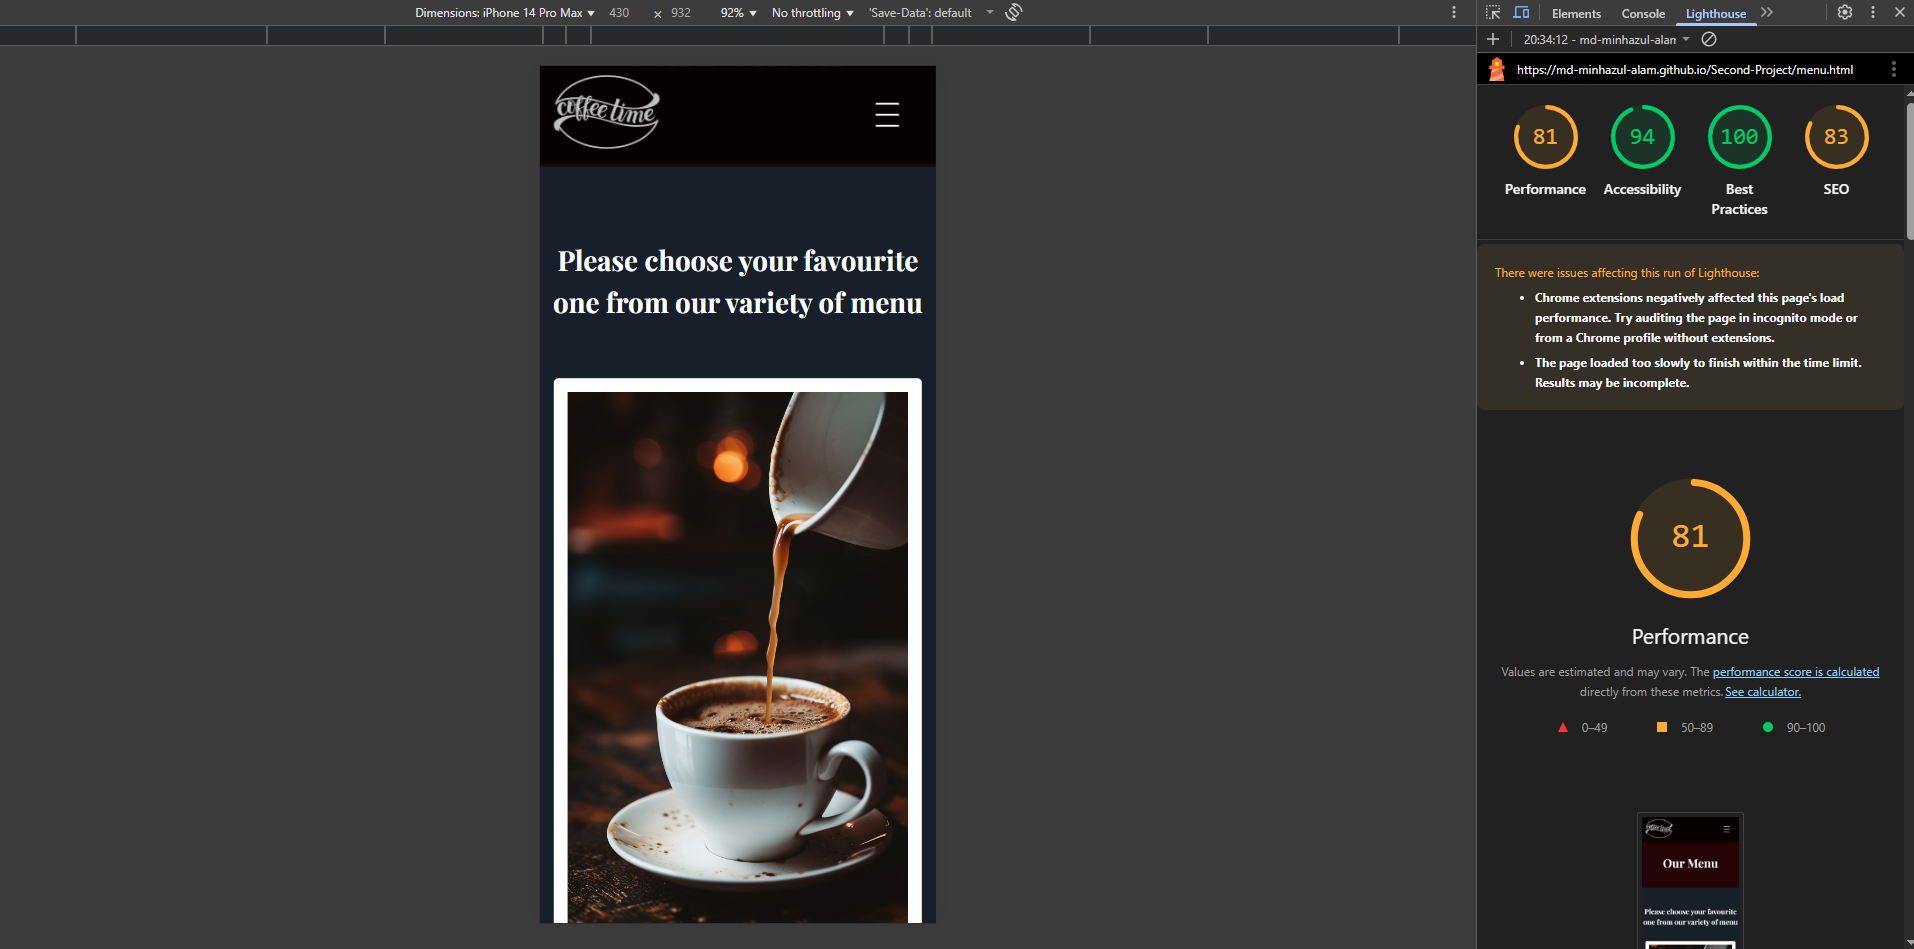 Dimensions: iPhone 14 Pro Max ▼ 430 × 932 92% ▼ No throttling ▼ 'Save-Data': default
Elements Console Lighthouse
20:34:12 - md-minhazul-alam
https://md-minhazul-alam.github.io/Second-Project/menu.html
coffee time
Please choose your favourite
one from our variety of menu
81 94 100 83
Performance Accessibility Best Practices SEO
There were issues affecting this run of Lighthouse:
• Chrome extensions negatively affected this page's load
performance. Try auditing the page in incognito mode or
from a Chrome profile without extensions.
• The page loaded too slowly to finish within the time limit.
Results may be incomplete.
81
Performance
Values are estimated and may vary. The performance score is calculated
directly from these metrics. See calculator.
0–49 50–89 90–100
coffee time
Our Menu
Please choose your favourite
one from our variety of menu